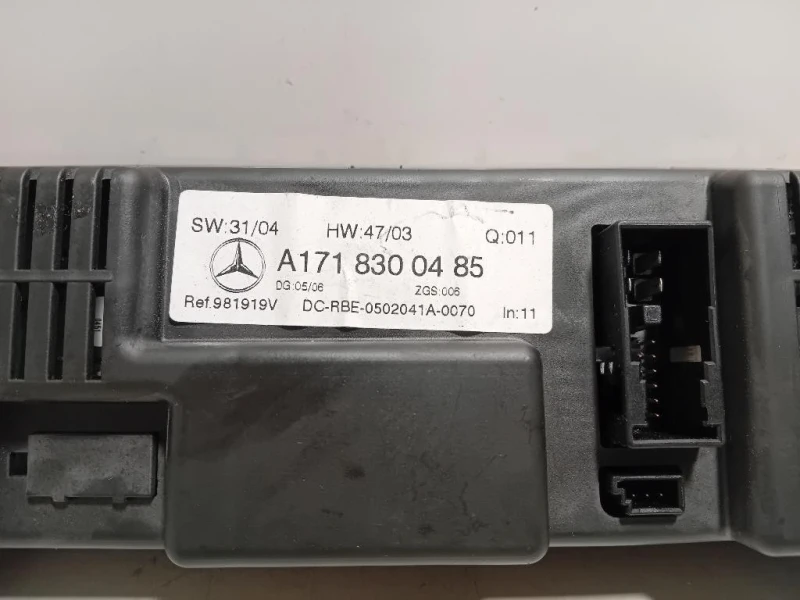 SW:31/04 HW:47/03 Q:011
A171 830 04 85
DG:05/06 ZGS:006
Ref.981919V DC-RBE-0502041A-0070 In:11